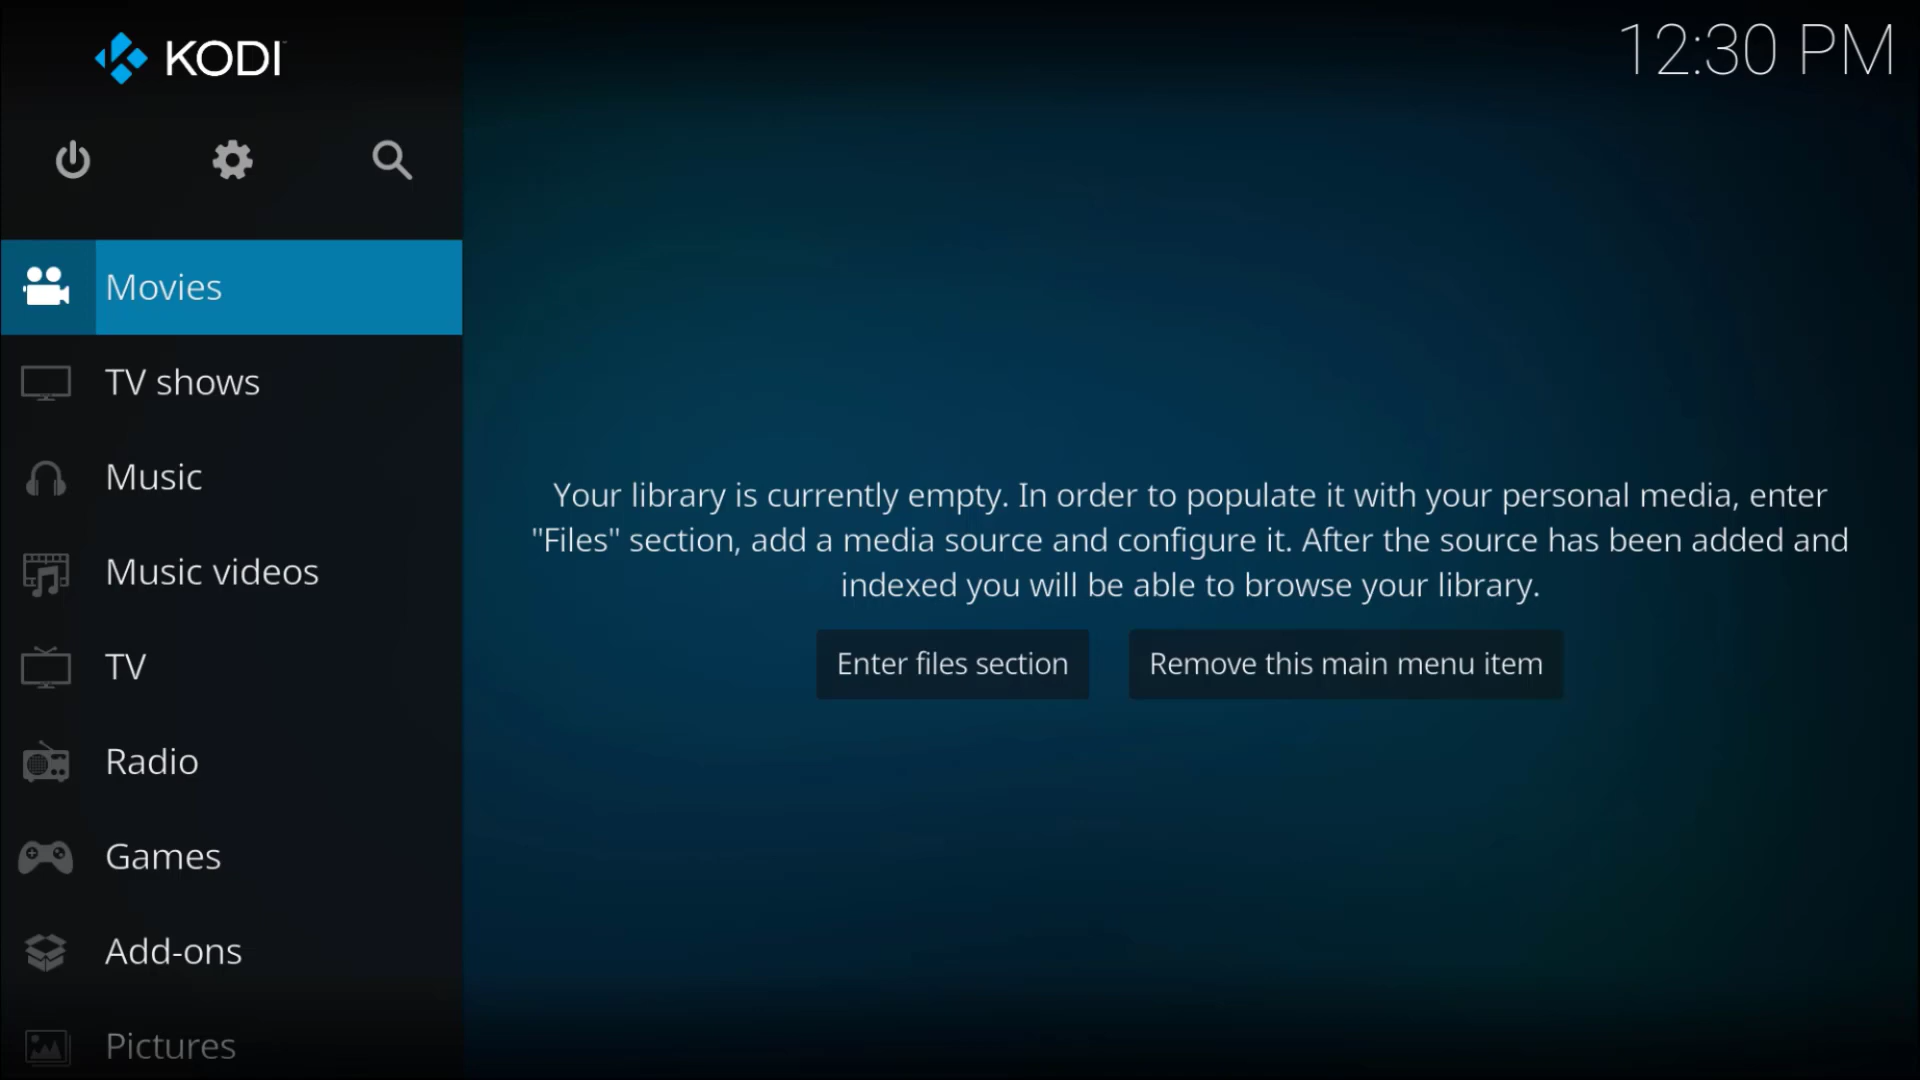 KODI
12:30 PM
Movies
TV shows
Music
Music videos
TV
Radio
Games
Add-ons
Pictures
Your library is currently empty. In order to populate it with your personal media, enter
"Files" section, add a media source and configure it. After the source has been added and
indexed you will be able to browse your library.
Enter files section
Remove this main menu item